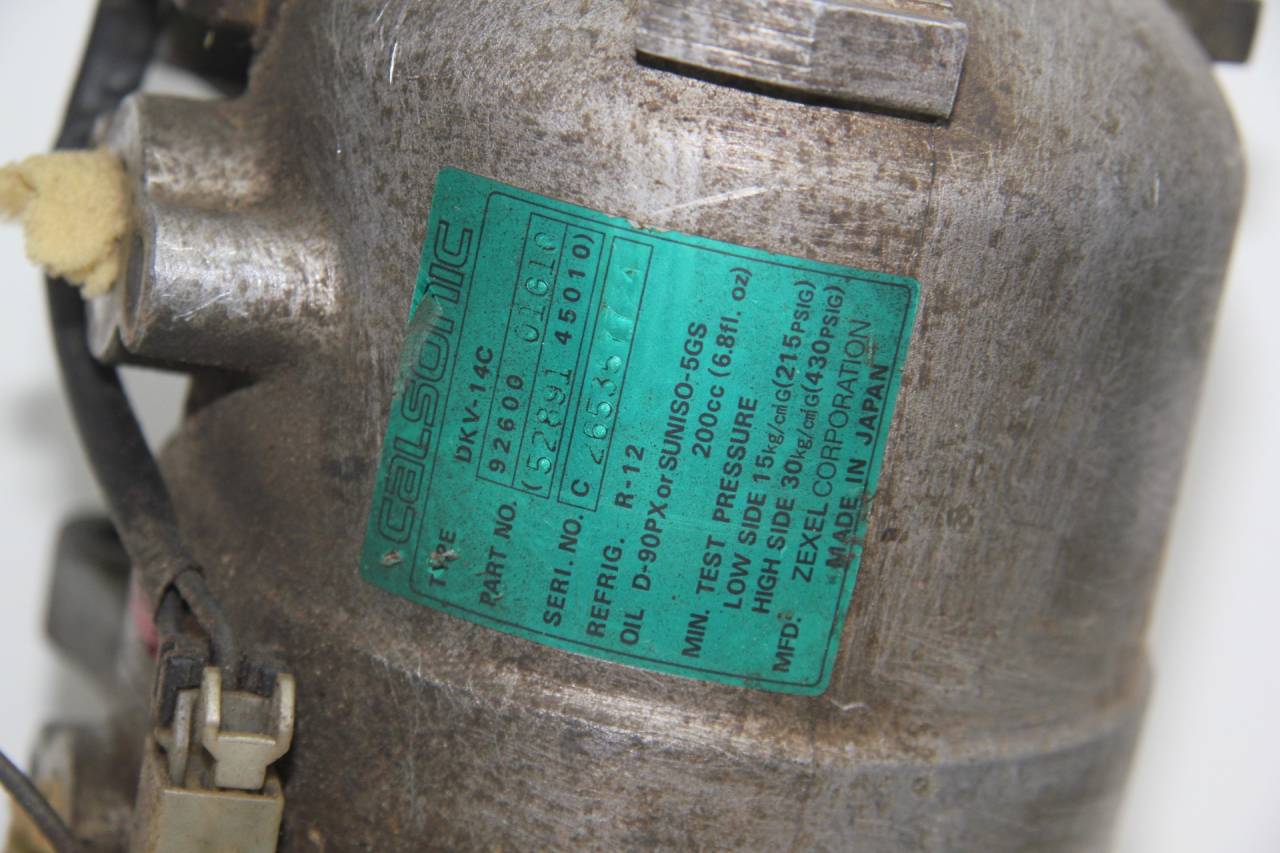 calsonic
TYPE DKV-14C
PART NO. 92600 01G10
(52891 45010)
SERI. NO. C
REFRIG. R-12
OIL D-90PX or SUNISO-5GS
200cc (6.8fl. oz)
MIN. TEST PRESSURE
LOW SIDE 15kg/c㎡G(215PSIG)
HIGH SIDE 30kg/c㎡G(430PSIG)
MFD. ZEXEL CORPORATION
MADE IN JAPAN